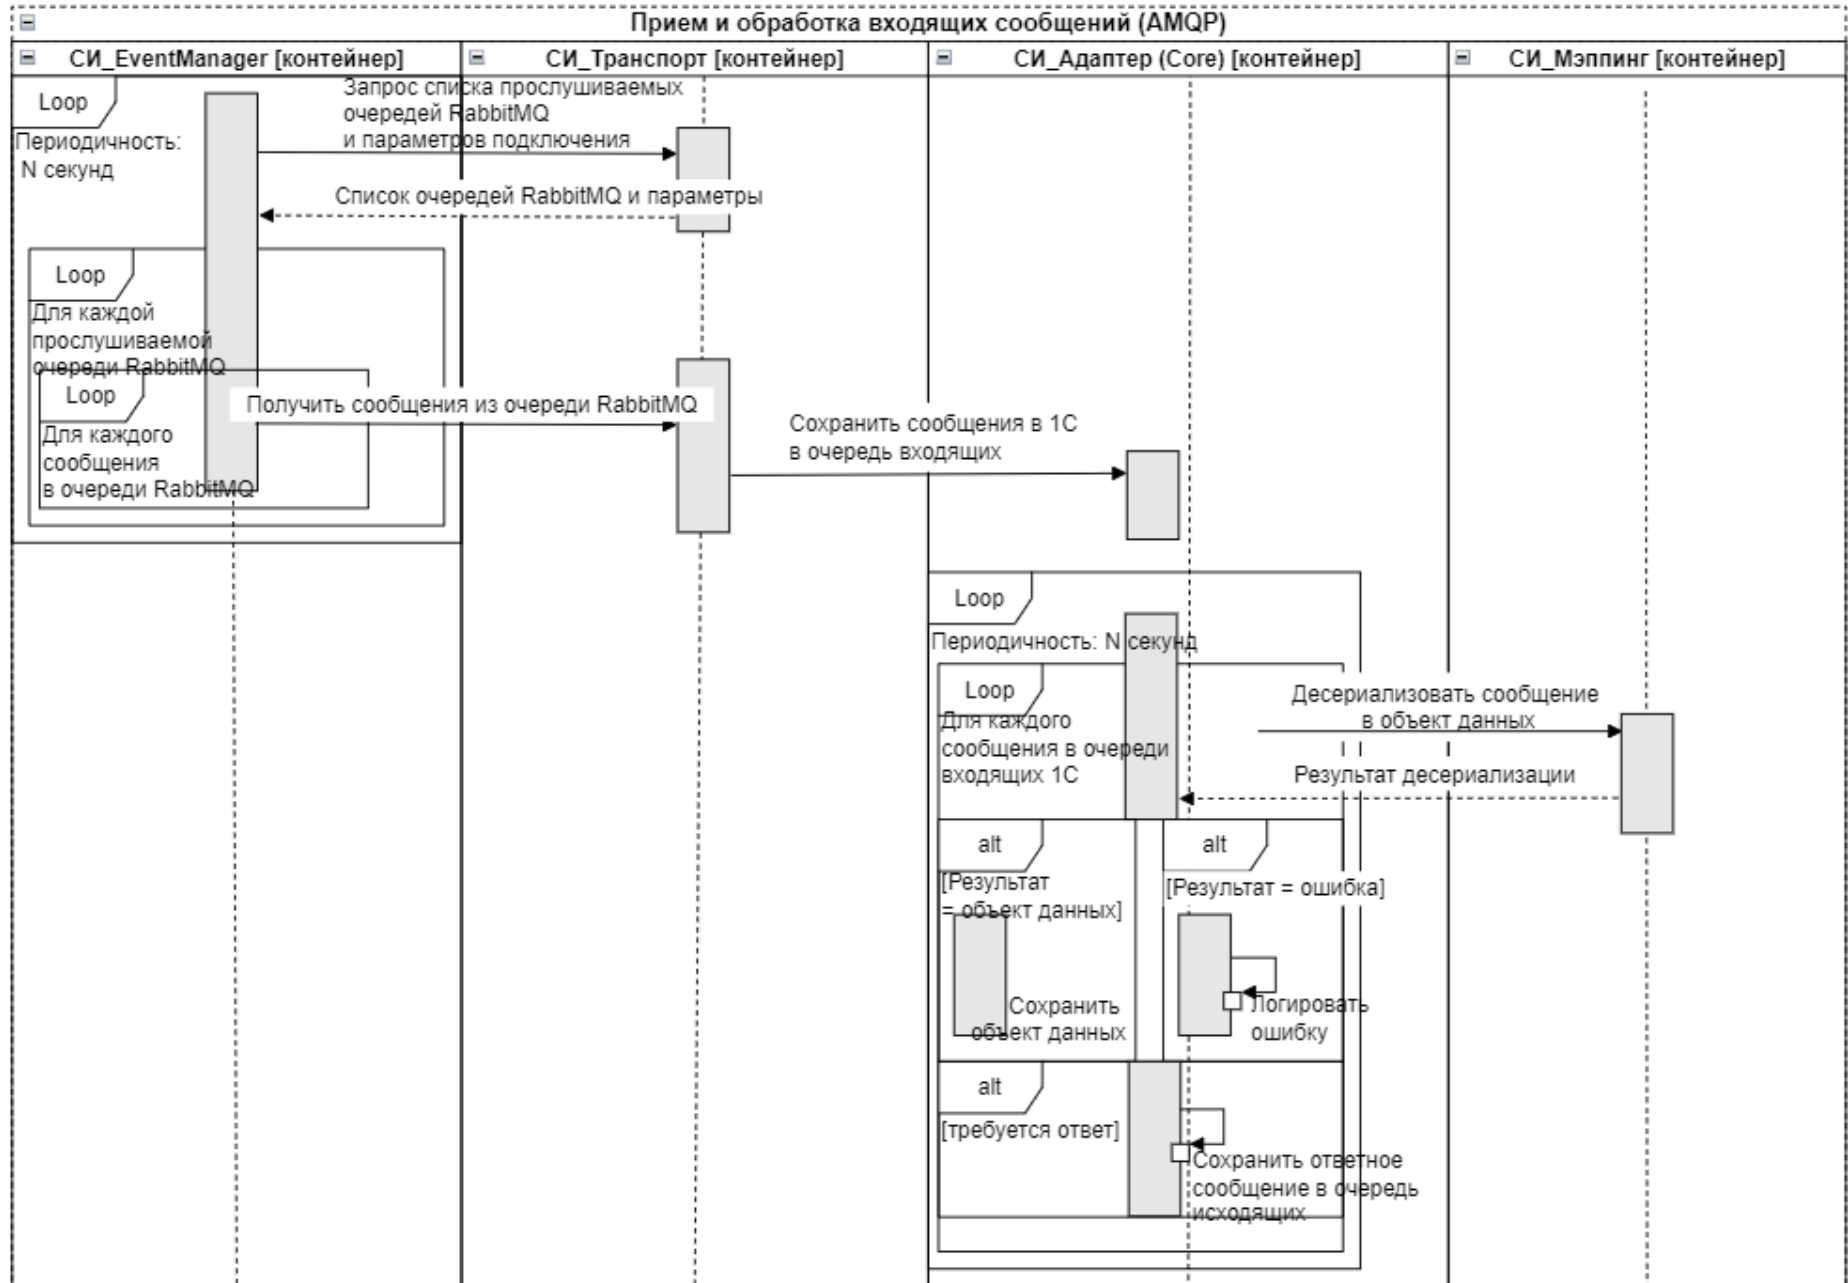 Прием и обработка входящих сообщений (AMQP)
СИ_EventManager [контейнер]
СИ_Транспорт [контейнер]
СИ_Адаптер (Core) [контейнер]
СИ_Мэппинг [контейнер]
Loop
Периодичность:
N секунд
Запрос списка прослушиваемых
очередей RabbitMQ
и параметров подключения
Список очередей RabbitMQ и параметры
Loop
Для каждой
прослушиваемой
очереди RabbitMQ
Loop
Для каждого
сообщения
в очереди RabbitMQ
Получить сообщения из очереди RabbitMQ
Сохранить сообщения в 1С
в очередь входящих
Loop
Периодичность: N секунд
Loop
Для каждого
сообщения в очереди
входящих 1С
Десериализовать сообщение
в объект данных
Результат десериализации
alt
[Результат
= объект данных]
Сохранить
объект данных
alt
[Результат = ошибка]
Логировать
ошибку
alt
[требуется ответ]
Сохранить ответное
сообщение в очередь
исходящих